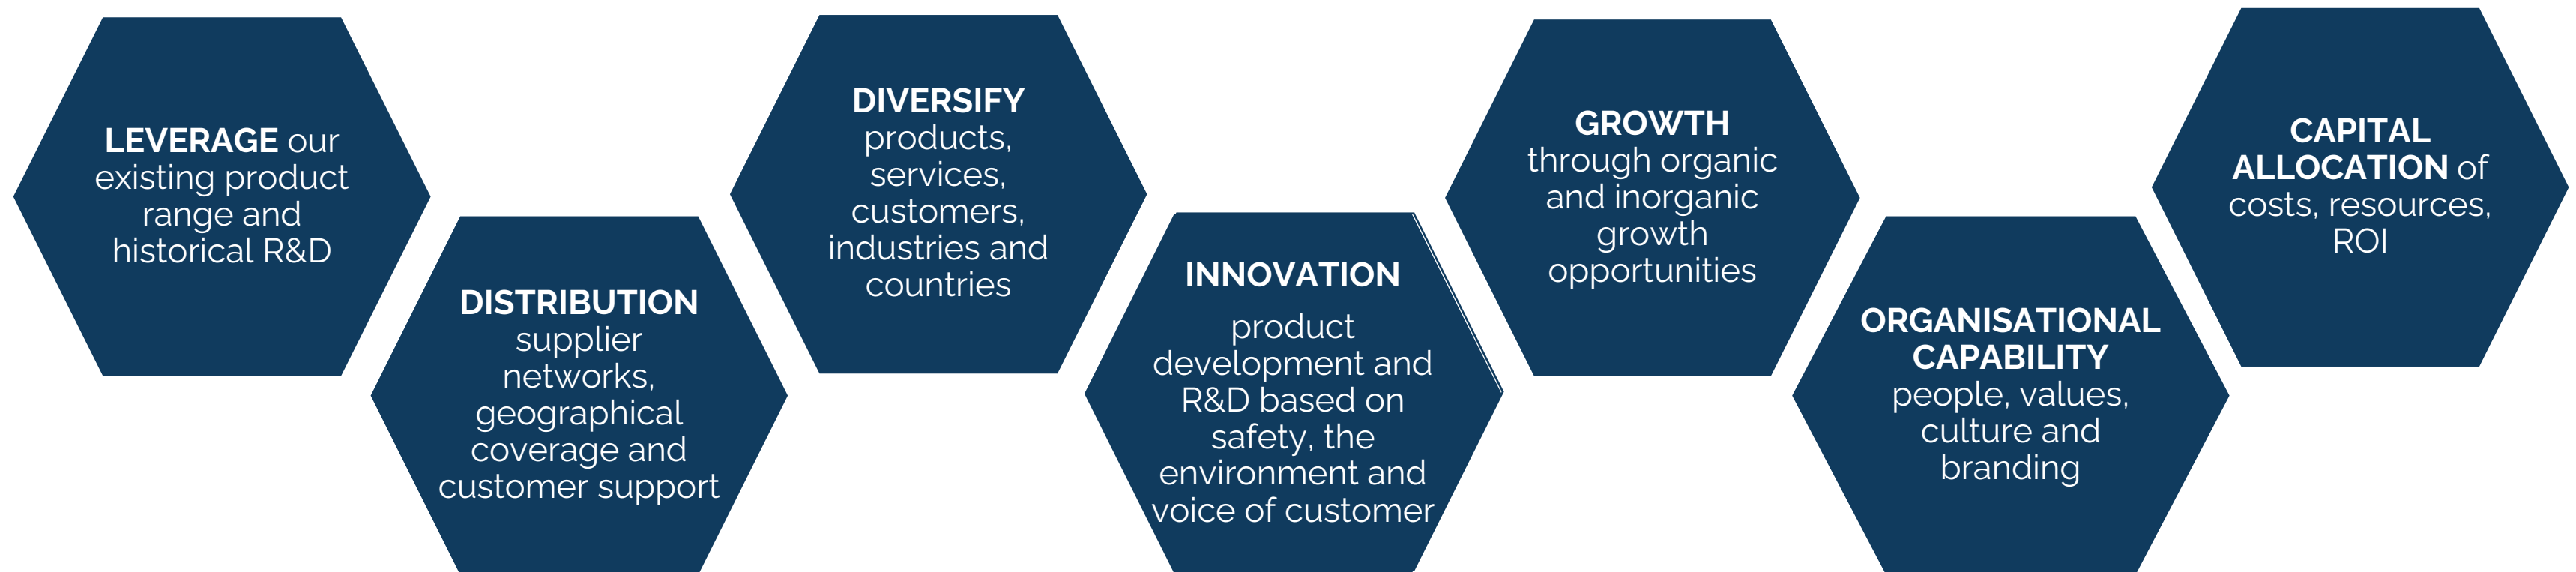 LEVERAGE our
existing product
range and
historical R&D
DISTRIBUTION
supplier
networks,
geographical
coverage and
customer support
DIVERSIFY
products,
services,
customers,
industries and
countries
INNOVATION
product
development and
R&D based on
safety, the
environment and
voice of customer
GROWTH
through organic
and inorganic
growth
opportunities
ORGANISATIONAL
CAPABILITY
people, values,
culture and
branding
CAPITAL
ALLOCATION of
costs, resources,
ROI